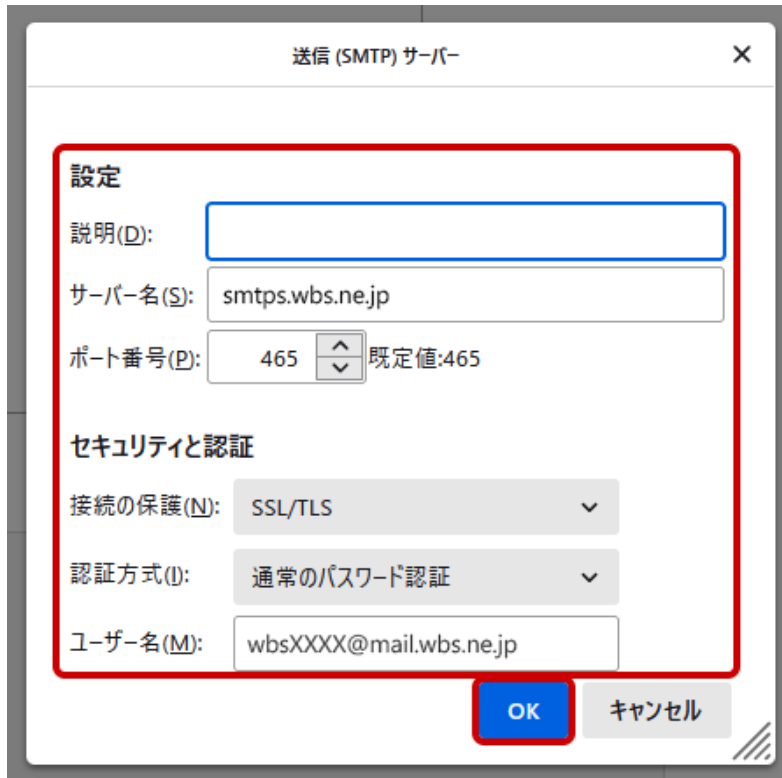 送信 (SMTP) サーバー
設定
説明(D):
サーバー名(S): smtps.wbs.ne.jp
ポート番号(P): 465 既定値:465
セキュリティと認証
接続の保護(N): SSL/TLS
認証方式(I): 通常のパスワード認証
ユーザー名(M): wbsXXXX@mail.wbs.ne.jp
OK キャンセル